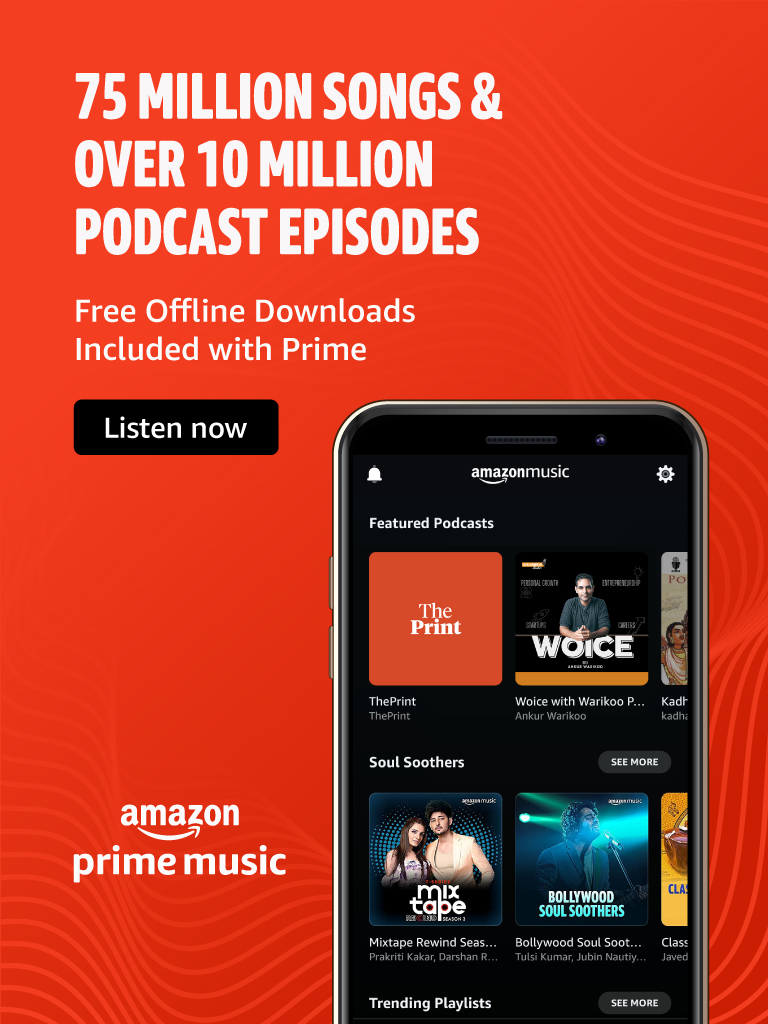 75 MILLION SONGS &
OVER 10 MILLION
PODCAST EPISODES
Free Offline Downloads
Included with Prime
Listen now
amazon music
Featured Podcasts
The
Print
PERSONAL GROWTH
ENTREPRENEURSHIP
STARTUPS
CAREERS
WOICE
BY
ANKUR WARIKOO
PO
ThePrint
ThePrint
Woice with Warikoo P...
Ankur Warikoo
Kadh
kadha
Soul Soothers
SEE MORE
amazon music
T-SERIES
mix
tape
SEASON 3
amazon music
BOLLYWOOD
SOUL SOOTHERS
CLAS
Mixtape Rewind Seas...
Prakriti Kakar, Darshan R...
Bollywood Soul Soot...
Tulsi Kumar, Jubin Nautiy...
Class
Javed
Trending Playlists
SEE MORE
amazon
prime music